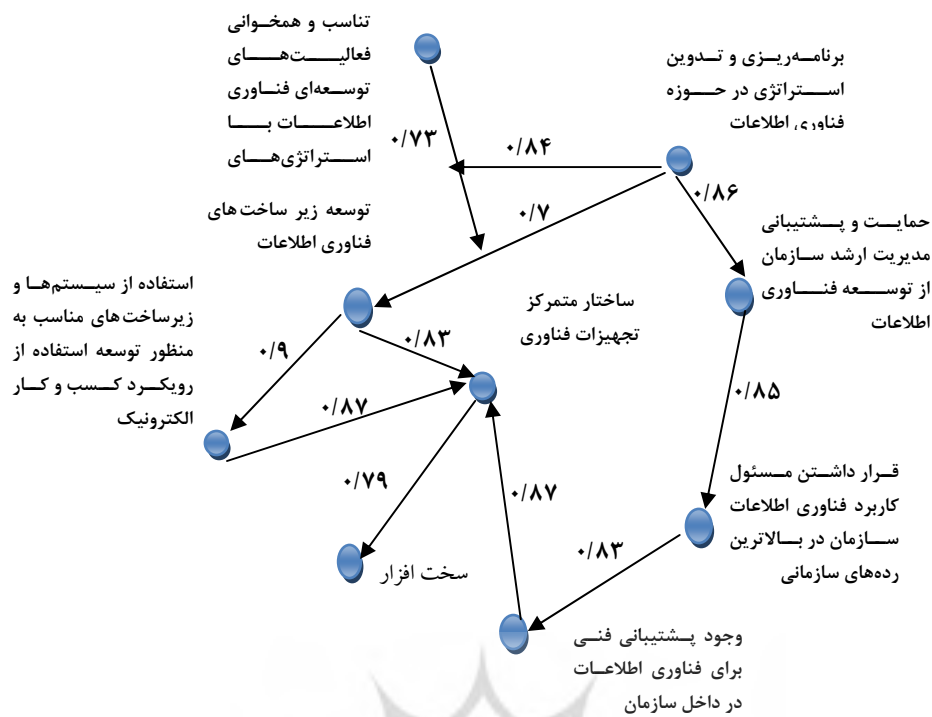 تناسب و همخوانی
فعالیت‌های
توسعه‌ای فناوری
اطلاعات با
استراتژی‌های
برنامه‌ریزی و تدوین
استراتژی در حوزه
فناوری اطلاعات
۰/۷۳
۰/۸۴
۰/۸۶
۰/۷
توسعه زیر ساخت‌های
فناوری اطلاعات
حمایت و پشتیبانی
مدیریت ارشد سازمان
از توسعه فناوری
اطلاعات
ساختار متمرکز
تجهیزات فناوری
استفاده از سیستم‌ها و
زیرساخت‌های مناسب به
منظور توسعه استفاده از
رویکرد کسب و کار
الکترونیک
۰/۹
۰/۸۳
۰/۸۷
۰/۸۵
۰/۷۹
۰/۸۷
قرار داشتن مسئول
کاربرد فناوری اطلاعات
سازمان در بالاترین
رده‌های سازمانی
۰/۸۳
سخت افزار
وجود پشتیبانی فنی
برای فناوری اطلاعات
در داخل سازمان